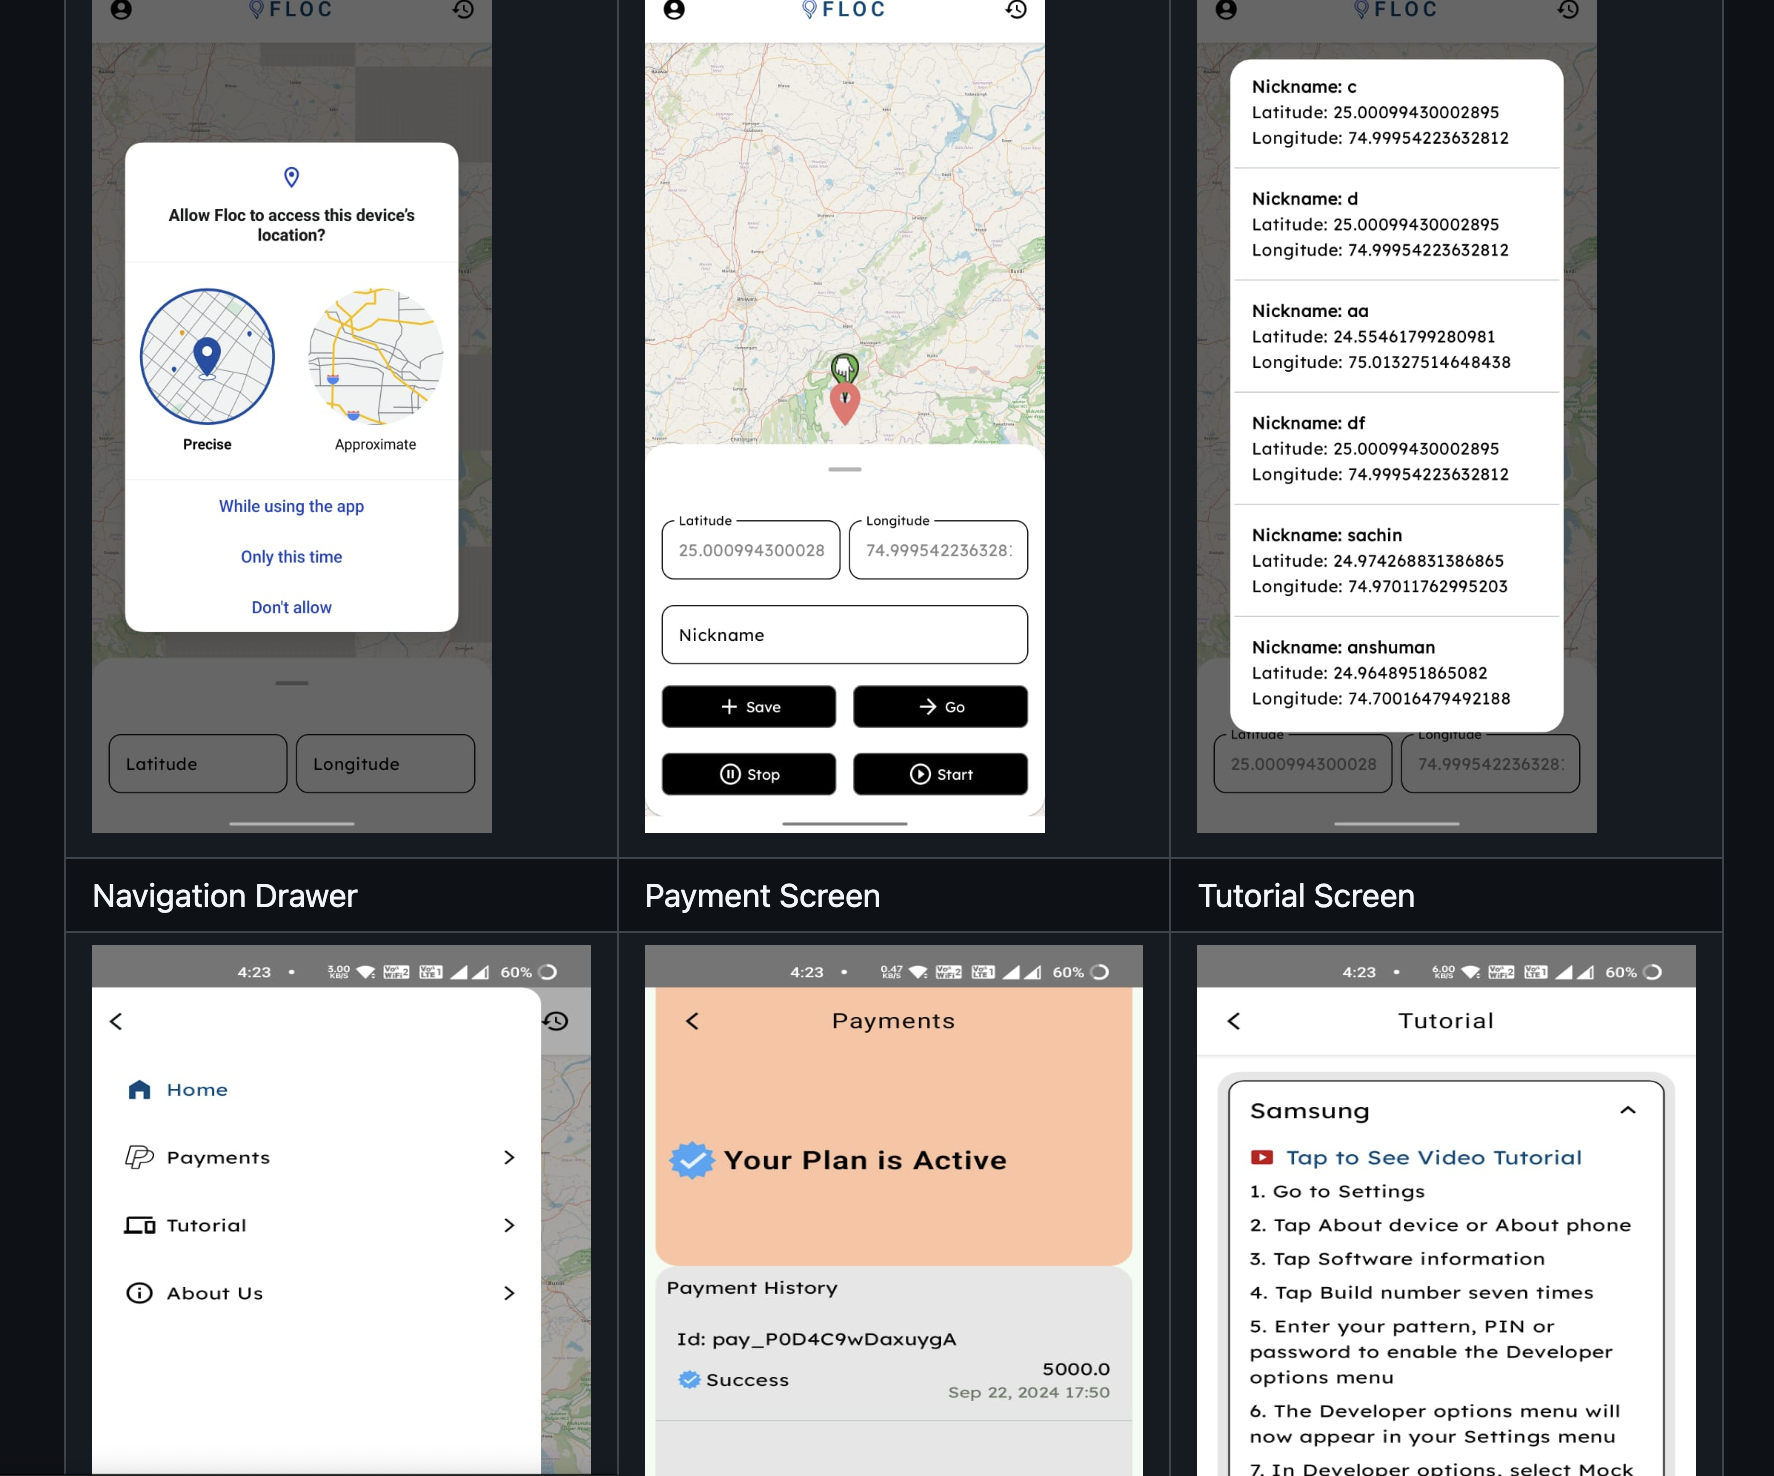 FLOC
Allow Floc to access this device's
location?
Precise
Approximate
While using the app
Only this time
Don't allow
Latitude
Longitude
FLOC
Latitude
Longitude
25.000994300028
74.999542236328
Nickname
Save
Go
Stop
Start
FLOC
Nickname: c
Latitude: 25.00099430002895
Longitude: 74.99954223632812
Nickname: d
Latitude: 25.00099430002895
Longitude: 74.99954223632812
Nickname: aa
Latitude: 24.55461799280981
Longitude: 75.01327514648438
Nickname: df
Latitude: 25.00099430002895
Longitude: 74.99954223632812
Nickname: sachin
Latitude: 24.974268831386865
Longitude: 74.97011762995203
Nickname: anshuman
Latitude: 24.9648951865082
Longitude: 74.70016479492188
Latitude
Longitude
25.000994300028
74.999542236328
Navigation Drawer
Payment Screen
Tutorial Screen
4:23 • 3.00 KB/S 60%
Home
Payments
Tutorial
About Us
4:23 • 0.47 KB/S 60%
Payments
Your Plan is Active
Payment History
Id: pay_P0D4C9wDaxuygA
5000.0
Success
Sep 22, 2024 17:50
4:23 • 6.00 KB/S 60%
Tutorial
Samsung
Tap to See Video Tutorial
1. Go to Settings
2. Tap About device or About phone
3. Tap Software information
4. Tap Build number seven times
5. Enter your pattern, PIN or
password to enable the Developer
options menu
6. The Developer options menu will
now appear in your Settings menu
7. In Developer options, select Mock